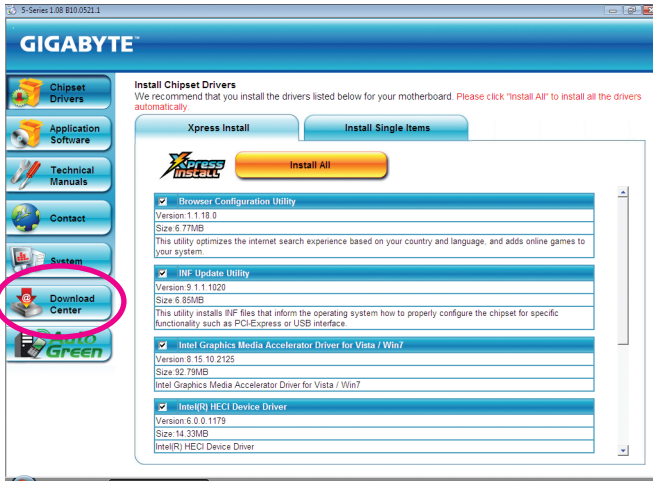 5-Series 1.08 B10.0521.1
GIGABYTE™
Chipset
Drivers
Application
Software
Technical
Manuals
Contact
System
Download
Center
Auto
Green
Install Chipset Drivers
We recommend that you install the drivers listed below for your motherboard. Please click "Install All" to install all the drivers
automatically.
Xpress Install
Install Single Items
Xpress
Install
Install All
Browser Configuration Utility
Version:1.1.18.0
Size:6.77MB
This utility optimizes the internet search experience based on your country and language, and adds online games to
your system.
INF Update Utility
Version:9.1.1.1020
Size:6.85MB
This utility installs INF files that inform the operating system how to properly configure the chipset for specific
functionality such as PCI-Express or USB interface.
Intel Graphics Media Accelerator Driver for Vista / Win7
Version:8.15.10.2125
Size:92.79MB
Intel Graphics Media Accelerator Driver for Vista / Win7
Intel(R) HECI Device Driver
Version:6.0.0.1179
Size:14.33MB
Intel(R) HECI Device Driver